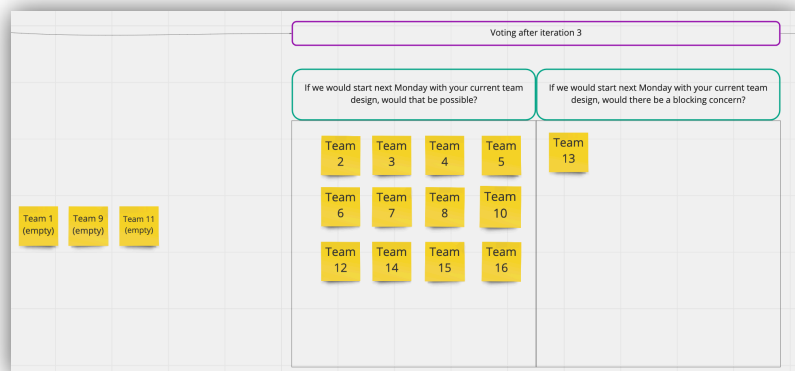 Voting after iteration 3
If we would start next Monday with your current team
design, would that be possible?
If we would start next Monday with your current team
design, would there be a blocking concern?
Team
2
Team
3
Team
4
Team
5
Team
13
Team
6
Team
7
Team
8
Team
10
Team 1
(empty)
Team 9
(empty)
Team 11
(empty)
Team
12
Team
14
Team
15
Team
16